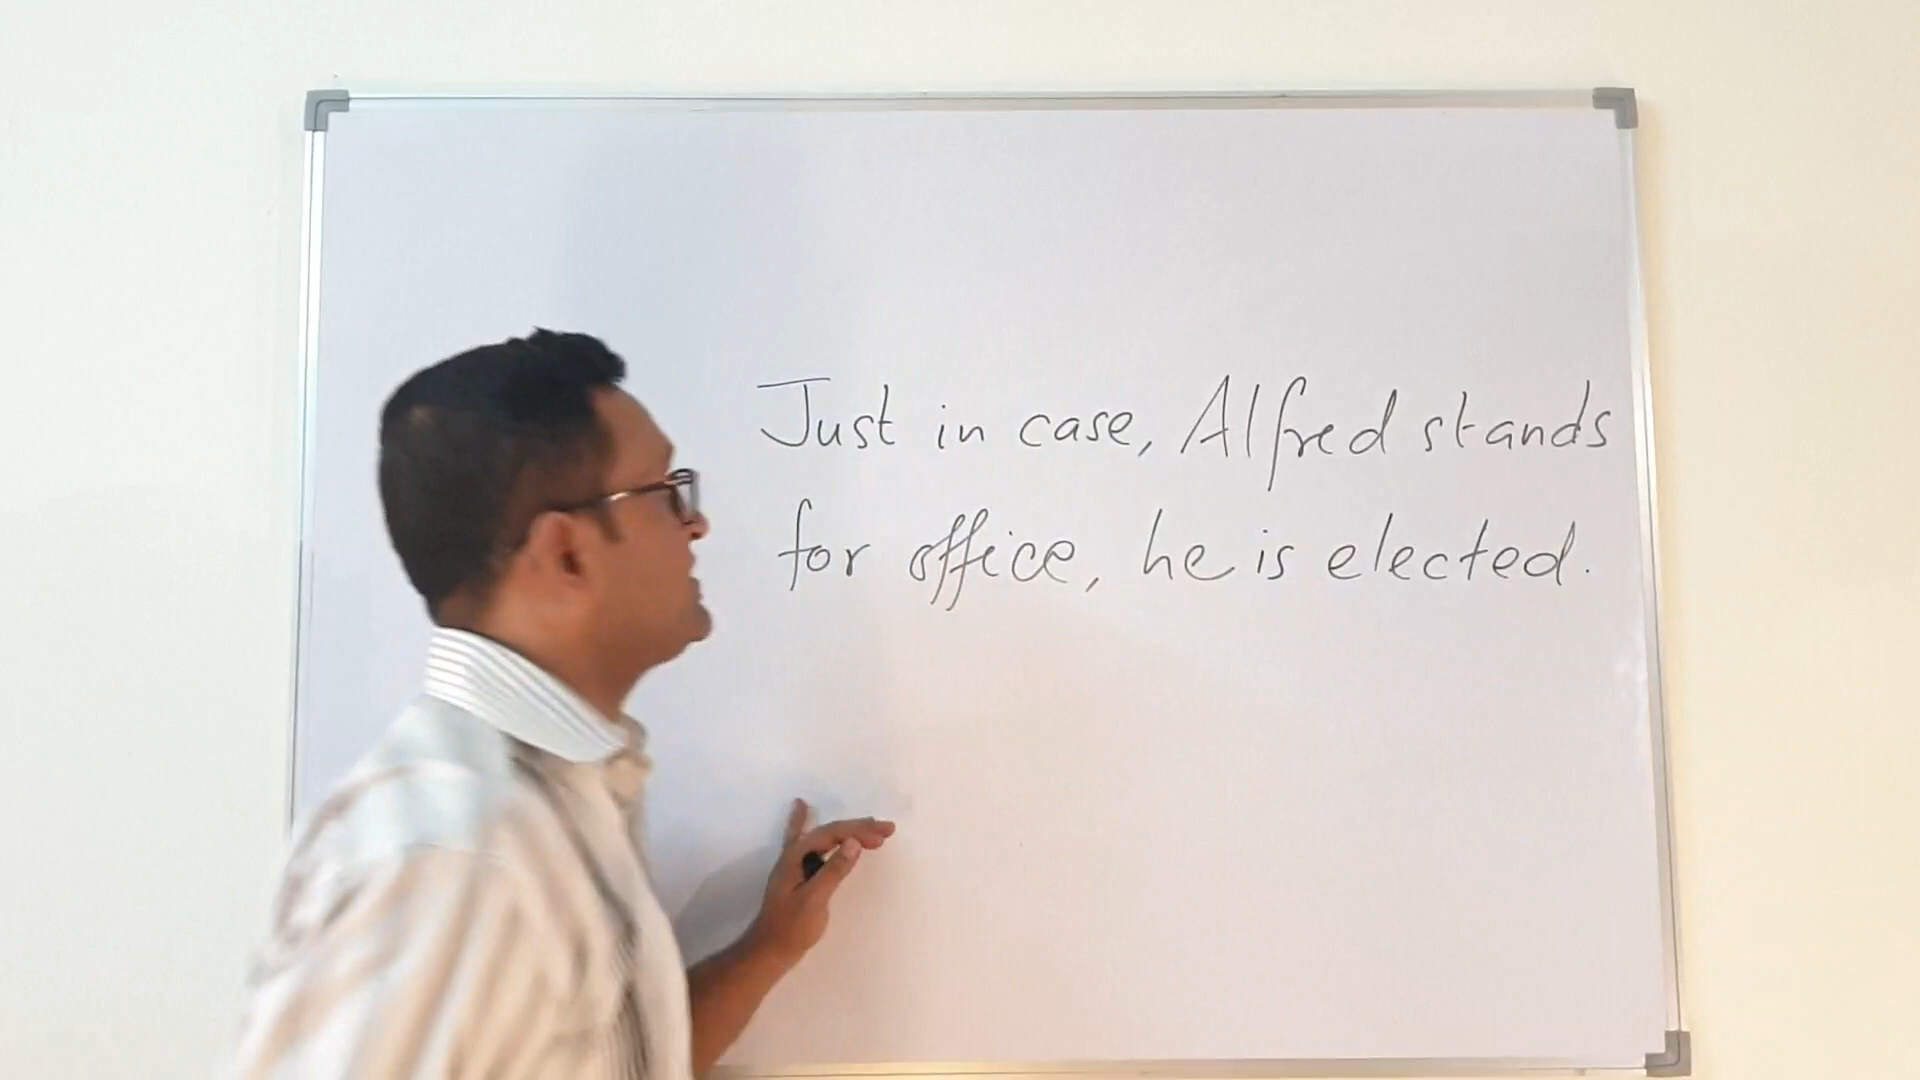 Just in case, Alfred stands
for office, he is elected.